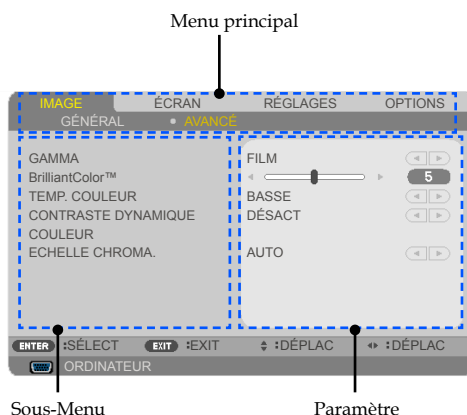 Menu principal
IMAGE ÉCRAN RÉGLAGES OPTIONS
GÉNÉRAL • AVANCÉ
GAMMA FILM
BrilliantColor™ 5
TEMP. COULEUR BASSE
CONTRASTE DYNAMIQUE DÉSACT
COULEUR
ECHELLE CHROMA. AUTO
ENTER :SÉLECT EXIT :EXIT :DÉPLAC :DÉPLAC
ORDINATEUR
Sous-Menu Paramètre